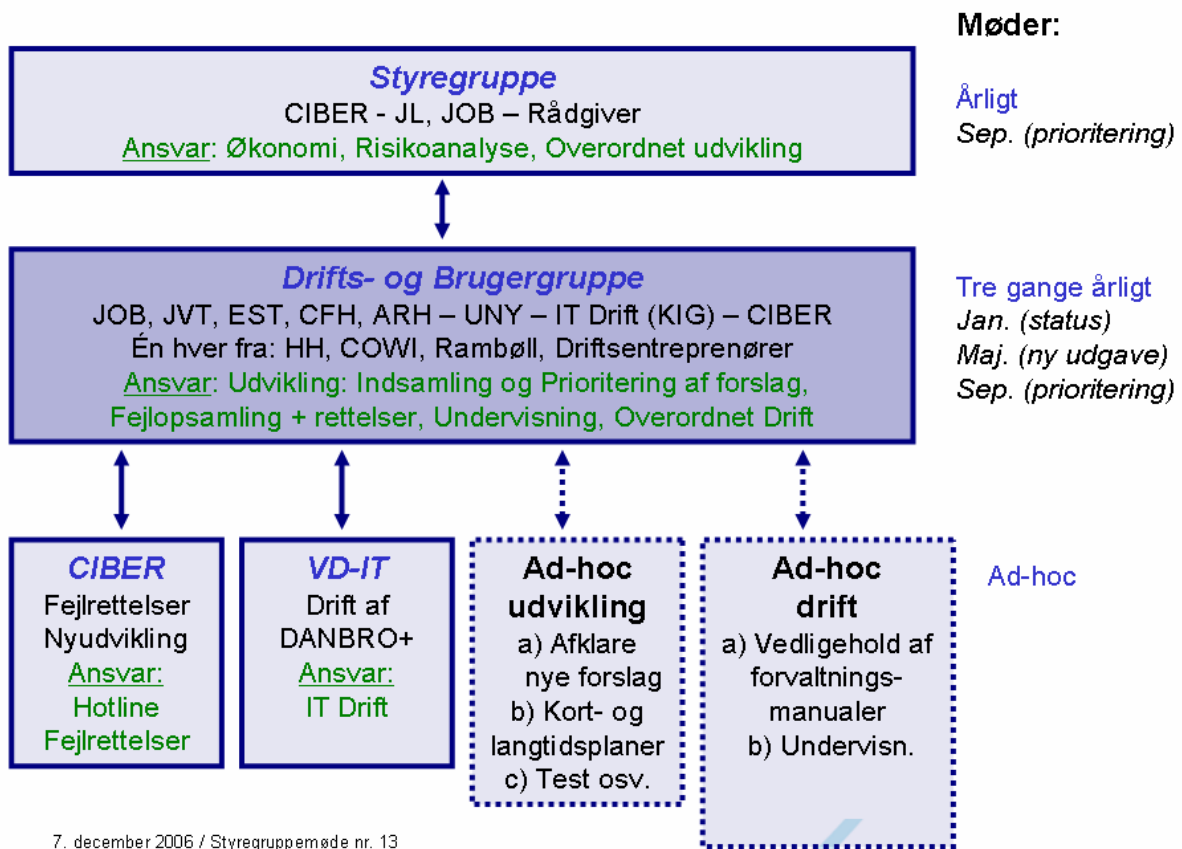 Møder:
Styregruppe
CIBER - JL, JOB – Rådgiver
Ansvar: Økonomi, Risikoanalyse, Overordnet udvikling
Årligt
Sep. (prioritering)
Drifts- og Brugergruppe
JOB, JVT, EST, CFH, ARH – UNY – IT Drift (KIG) – CIBER
Én hver fra: HH, COWI, Rambøll, Driftsentreprenører
Ansvar: Udvikling: Indsamling og Prioritering af forslag,
Fejlopsamling + rettelser, Undervisning, Overordnet Drift
Tre gange årligt
Jan. (status)
Maj. (ny udgave)
Sep. (prioritering)
CIBER
Fejlrettelser
Nyudvikling
Ansvar:
Hotline
Fejlrettelser
VD-IT
Drift af
DANBRO+
Ansvar:
IT Drift
Ad-hoc
udvikling
a) Afklare
nye forslag
b) Kort- og
langtidsplaner
c) Test osv.
Ad-hoc
drift
a) Vedligehold af
forvaltnings-
manualer
b) Undervisn.
Ad-hoc
7. december 2006 / Styregruppemøde nr. 13